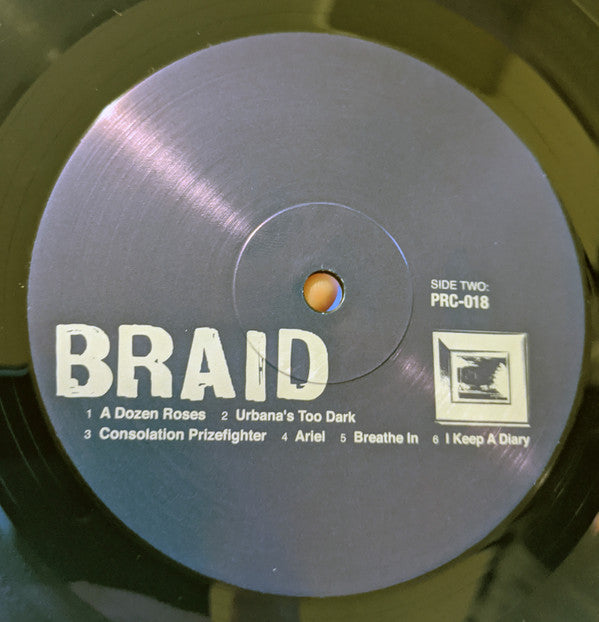 SIDE TWO:
PRC-018
BRAID
1 A Dozen Roses 2 Urbana's Too Dark
3 Consolation Prizefighter 4 Ariel 5 Breathe In 6 I Keep A Diary